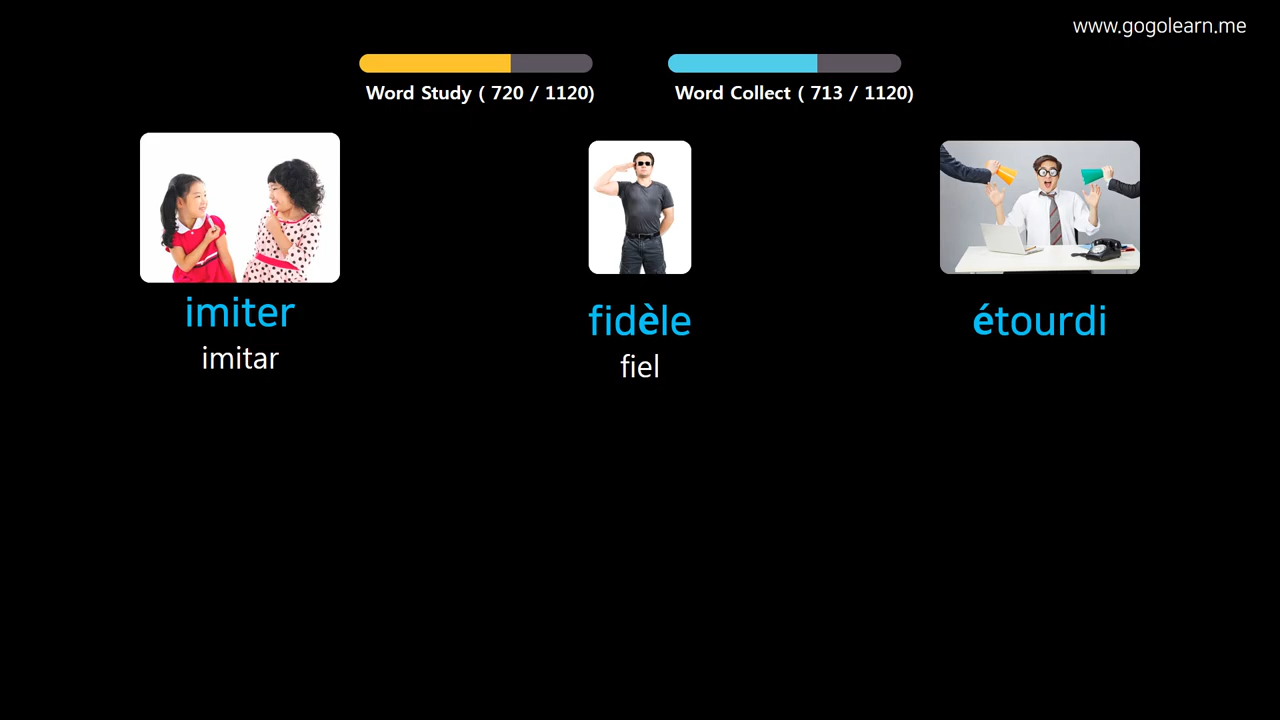 www.gogolearn.me
Word Study ( 720 / 1120)
Word Collect ( 713 / 1120)
imiter
imitar
fidèle
fiel
étourdi